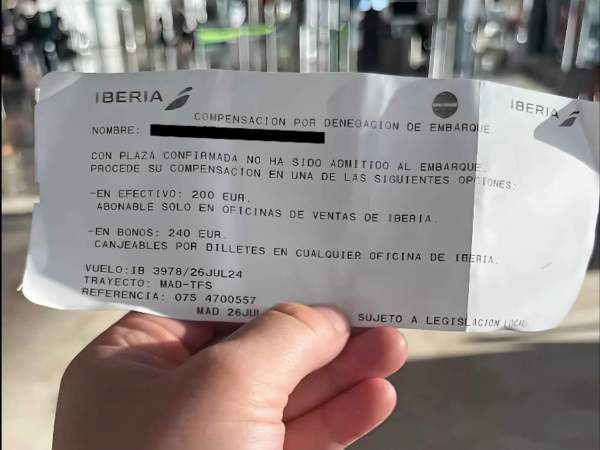 IBERIA
IBERIA
COMPENSACION POR DENEGACION DE EMBARQUE
NOMBRE:
CON PLAZA CONFIRMADA NO HA SIDO ADMITIDO AL EMBARQUE.
PROCEDE SU COMPENSACION EN UNA DE LAS SIGUIENTES OPCIONES:
-EN EFECTIVO: 200 EUR.
ABONABLE SOLO EN OFICINAS DE VENTAS DE IBERIA.
-EN BONOS: 240 EUR.
CANJEABLES POR BILLETES EN CUALQUIER OFICINA DE IBERIA.
VUELO:IB 3978/26JUL24
TRAYECTO: MAD-TFS
REFERENCIA: 075 4700557
MAD 26JUL
SUJETO A LEGISLACION LOCAL